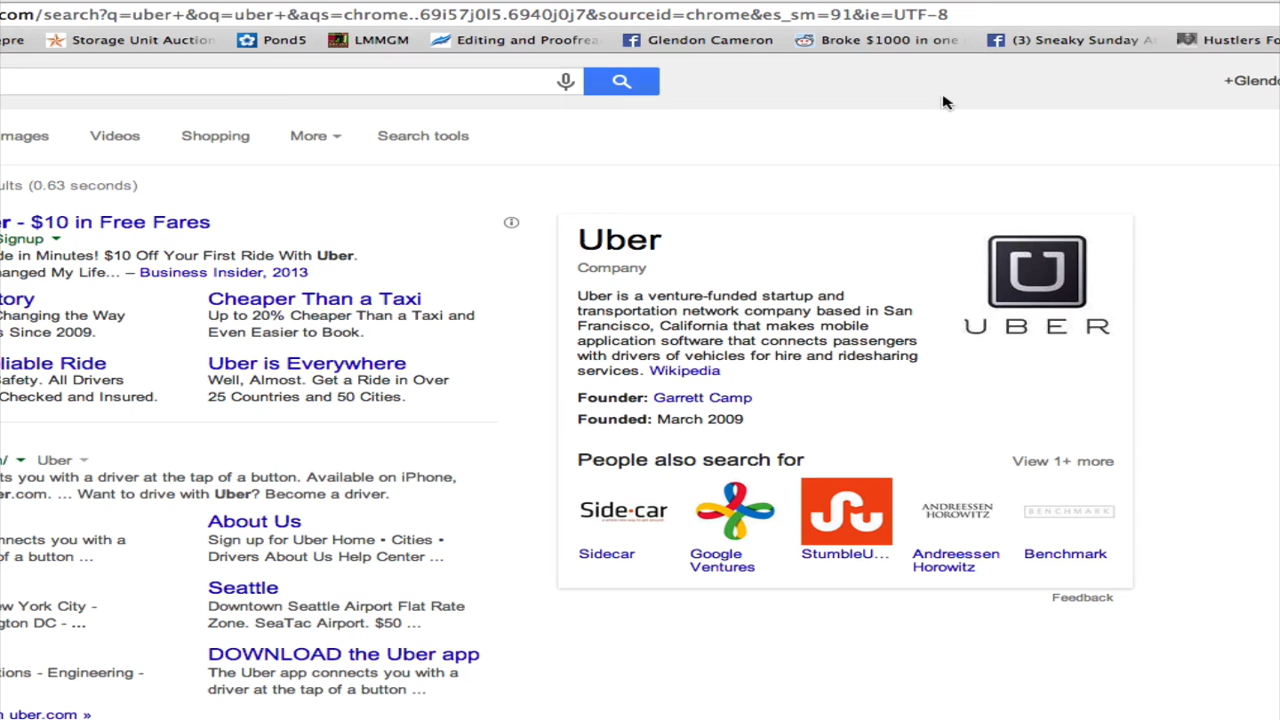 com/search?q=uber+&oq=uber+&aqs=chrome..69i57j0l5.6940j0j7&sourceid=chrome&es_sm=91&ie=UTF-8
epre Storage Unit Auction Pond5 LMMGM Editing and Proofrea Glendon Cameron Broke $1000 in one (3) Sneaky Sunday A Hustlers Fo
+Glendo
mages Videos Shopping More Search tools
ults (0.63 seconds)
er - $10 in Free Fares
Signup
de in Minutes! $10 Off Your First Ride With Uber.
hanged My Life... – Business Insider, 2013
tory
Changing the Way
s Since 2009.
Cheaper Than a Taxi
Up to 20% Cheaper Than a Taxi and
Even Easier to Book.
liable Ride
Safety. All Drivers
Checked and Insured.
Uber is Everywhere
Well, Almost. Get a Ride in Over
25 Countries and 50 Cities.
m/ Uber
ts you with a driver at the tap of a button. Available on iPhone,
er.com. ... Want to drive with Uber? Become a driver.
onnects you with a
of a button ...
About Us
Sign up for Uber Home • Cities •
Drivers About Us Help Center ...
w York City -
ngton DC - ...
Seattle
Downtown Seattle Airport Flat Rate
Zone. SeaTac Airport. $50 ...
tions - Engineering -
DOWNLOAD the Uber app
The Uber app connects you with a
driver at the tap of a button ...
m uber.com »
Uber
Company
Uber is a venture-funded startup and
transportation network company based in San
Francisco, California that makes mobile
application software that connects passengers
with drivers of vehicles for hire and ridesharing
services. Wikipedia
UBER
Founder: Garrett Camp
Founded: March 2009
People also search for View 1+ more
Side·car
ANDREESSEN
HOROWITZ
BENCHMARK
Sidecar
Google
Ventures
StumbleU...
Andreessen
Horowitz
Benchmark
Feedback